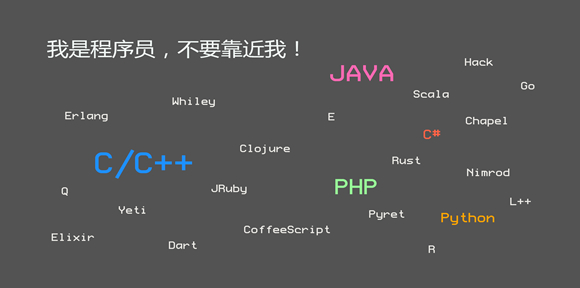 我是程序员，不要靠近我！
Hack
JAVA
Go
Scala
Whiley
Erlang
E
Chapel
C#
Clojure
C/C++
Rust
Nimrod
PHP
Q
JRuby
L++
Yeti
Pyret
Python
CoffeeScript
Elixir
Dart
R